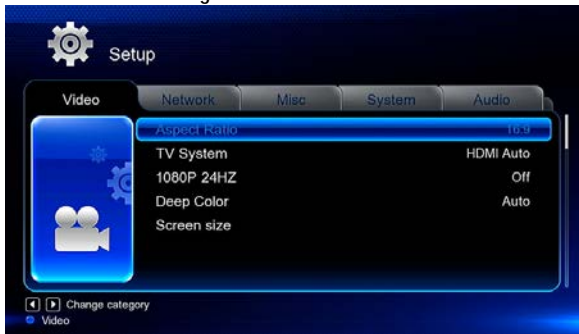 Setup
Video Network Misc System Audio
Aspect Ratio 16:9
TV System HDMI Auto
1080P 24HZ Off
Deep Color Auto
Screen size
Change category
Video